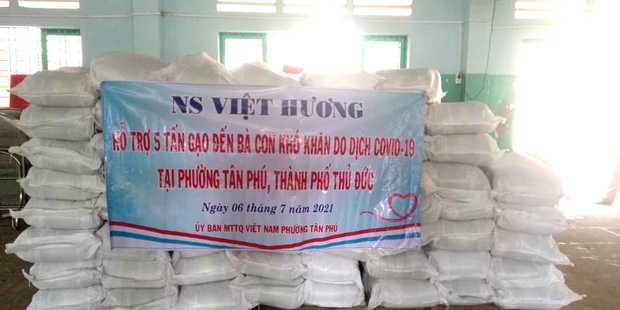 NS VIỆT HƯƠNG
HỖ TRỢ 5 TẤN GẠO ĐẾN BÀ CON KHÓ KHĂN DO DỊCH COVID-19
TẠI PHƯỜNG TÂN PHÚ, THÀNH PHỐ THỦ ĐỨC
Ngày 06 tháng 7 năm 2021
ỦY BAN MTTQ VIỆT NAM PHƯỜNG TÂN PHÚ